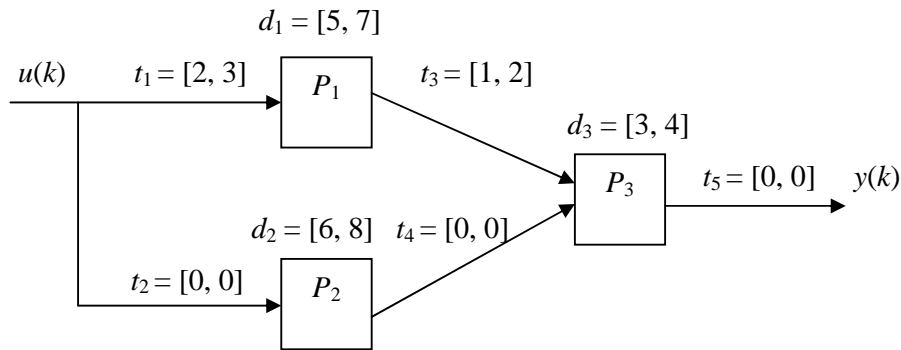 d₁ = [5, 7]
u(k)
t₁ = [2, 3]
P₁
t₃ = [1, 2]
d₃ = [3, 4]
P₃
t₅ = [0, 0]
y(k)
d₂ = [6, 8]
t₄ = [0, 0]
t₂ = [0, 0]
P₂